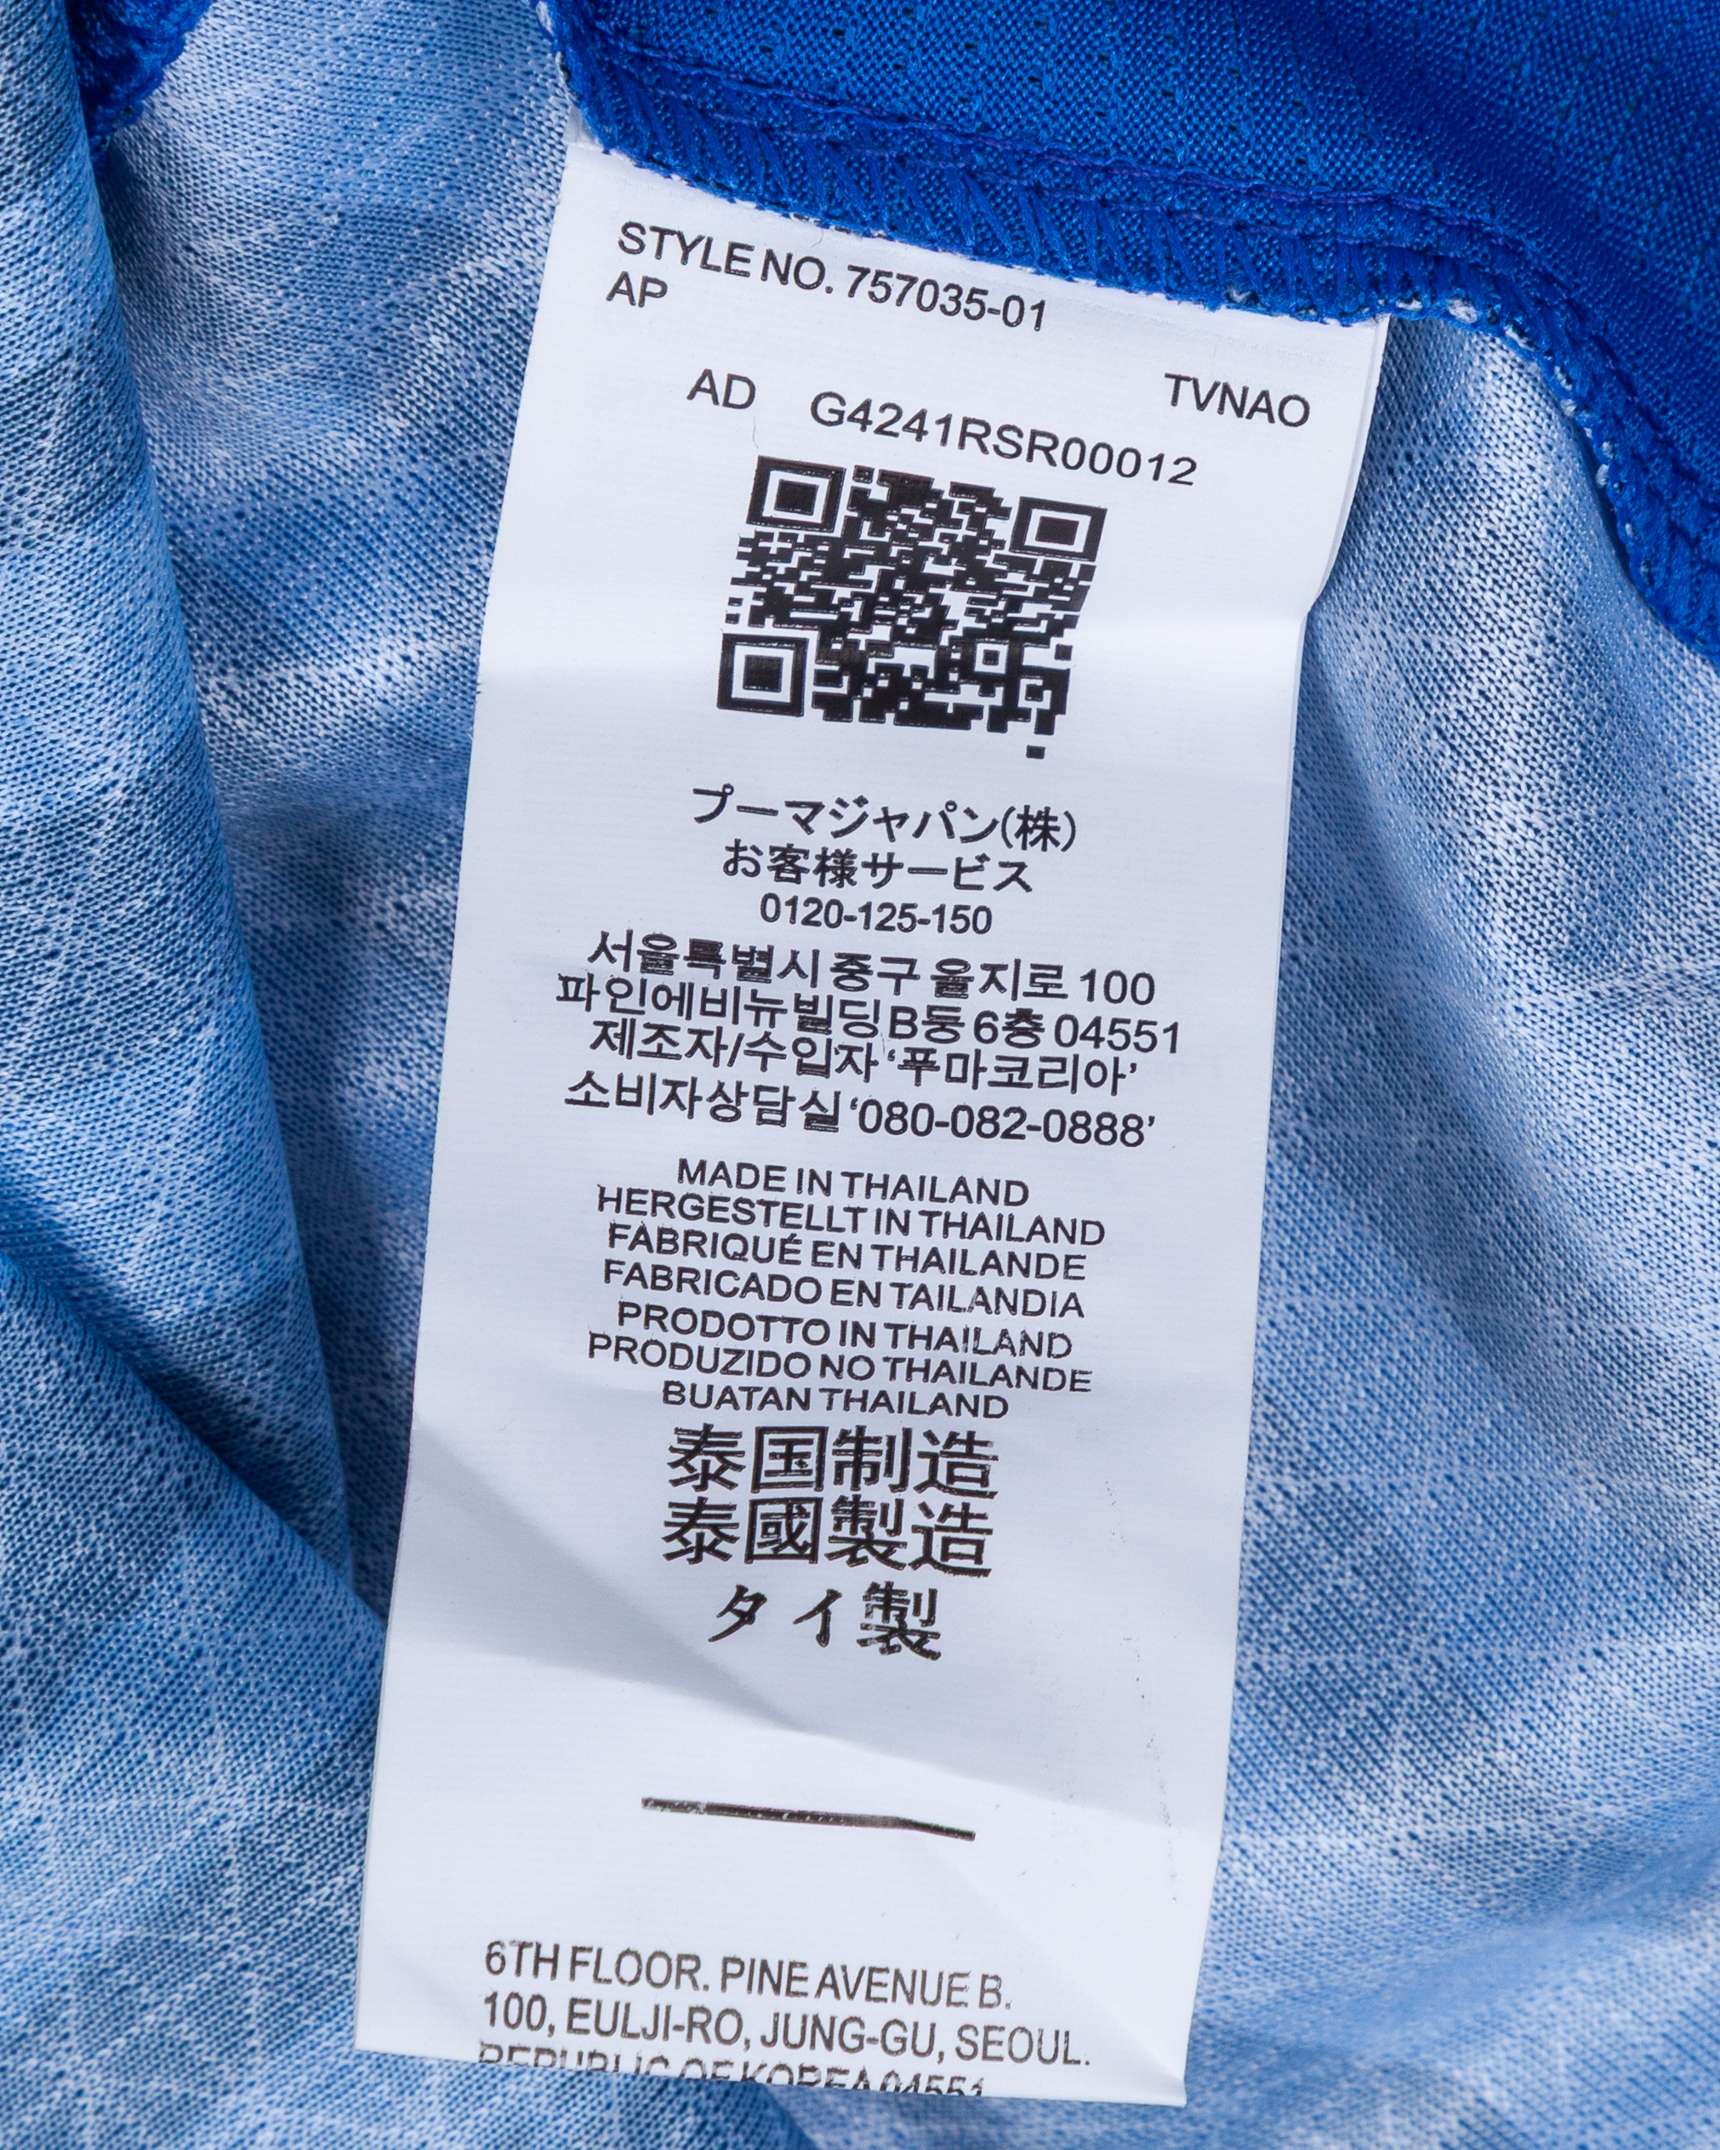 STYLE NO. 757035-01
AP
TVNAO
AD G4241RSR00012
プーマジャパン(株)
お客様サービス
0120-125-150
서울특별시 중구 을지로 100
파인에비뉴빌딩 B동 6층 04551
제조자/수입자 ‘푸마코리아’
소비자상담실 ‘080-082-0888’
MADE IN THAILAND
HERGESTELLT IN THAILAND
FABRIQUÉ EN THAILANDE
FABRICADO EN TAILANDIA
PRODOTTO IN THAILAND
PRODUZIDO NO THAILANDE
BUATAN THAILAND
泰国制造
泰國製造
タイ製
6TH FLOOR. PINE AVENUE B.
100, EULJI-RO, JUNG-GU, SEOUL.
REPUBLIC OF KOREA 04551